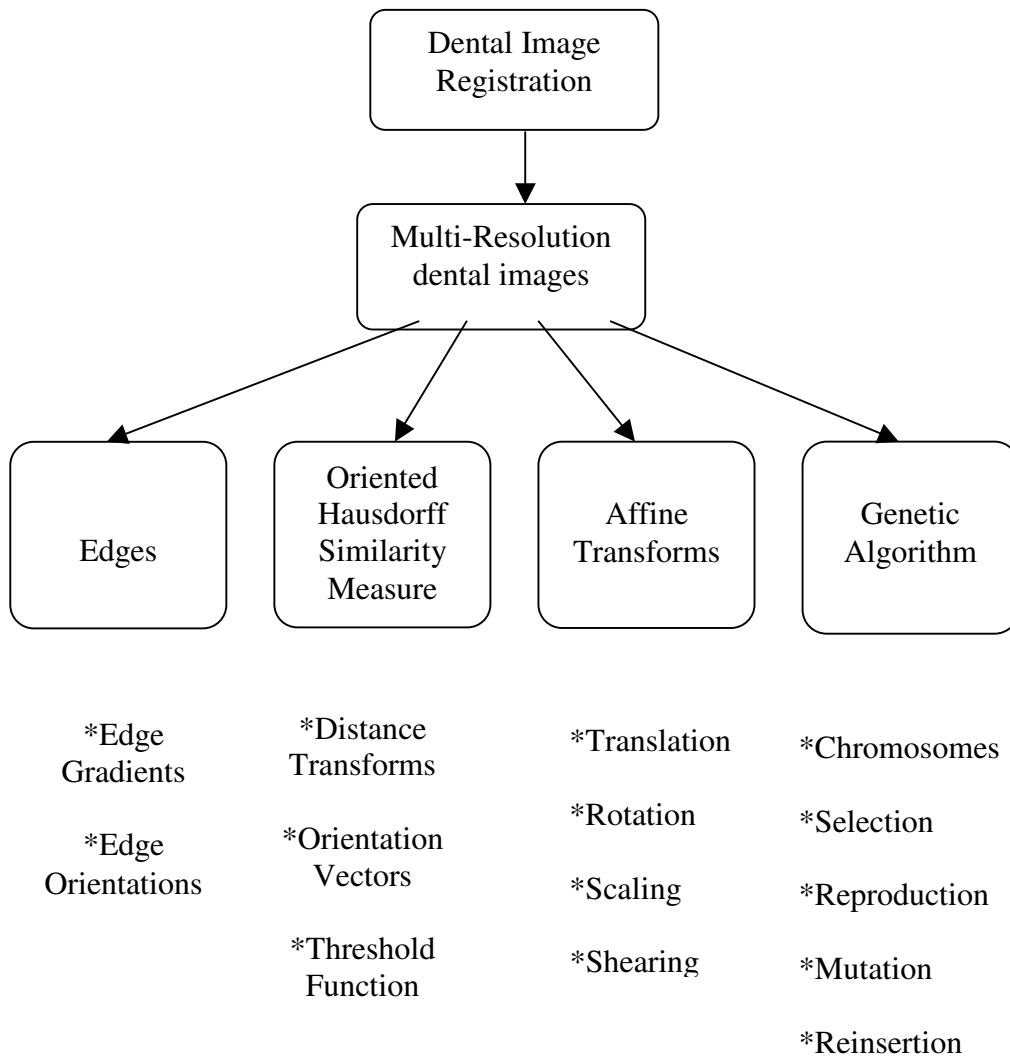 Dental Image
Registration
Multi-Resolution
dental images
Edges
Oriented
Hausdorff
Similarity
Measure
Affine
Transforms
Genetic
Algorithm
*Edge
Gradients
*Edge
Orientations
*Distance
Transforms
*Orientation
Vectors
*Threshold
Function
*Translation
*Rotation
*Scaling
*Shearing
*Chromosomes
*Selection
*Reproduction
*Mutation
*Reinsertion